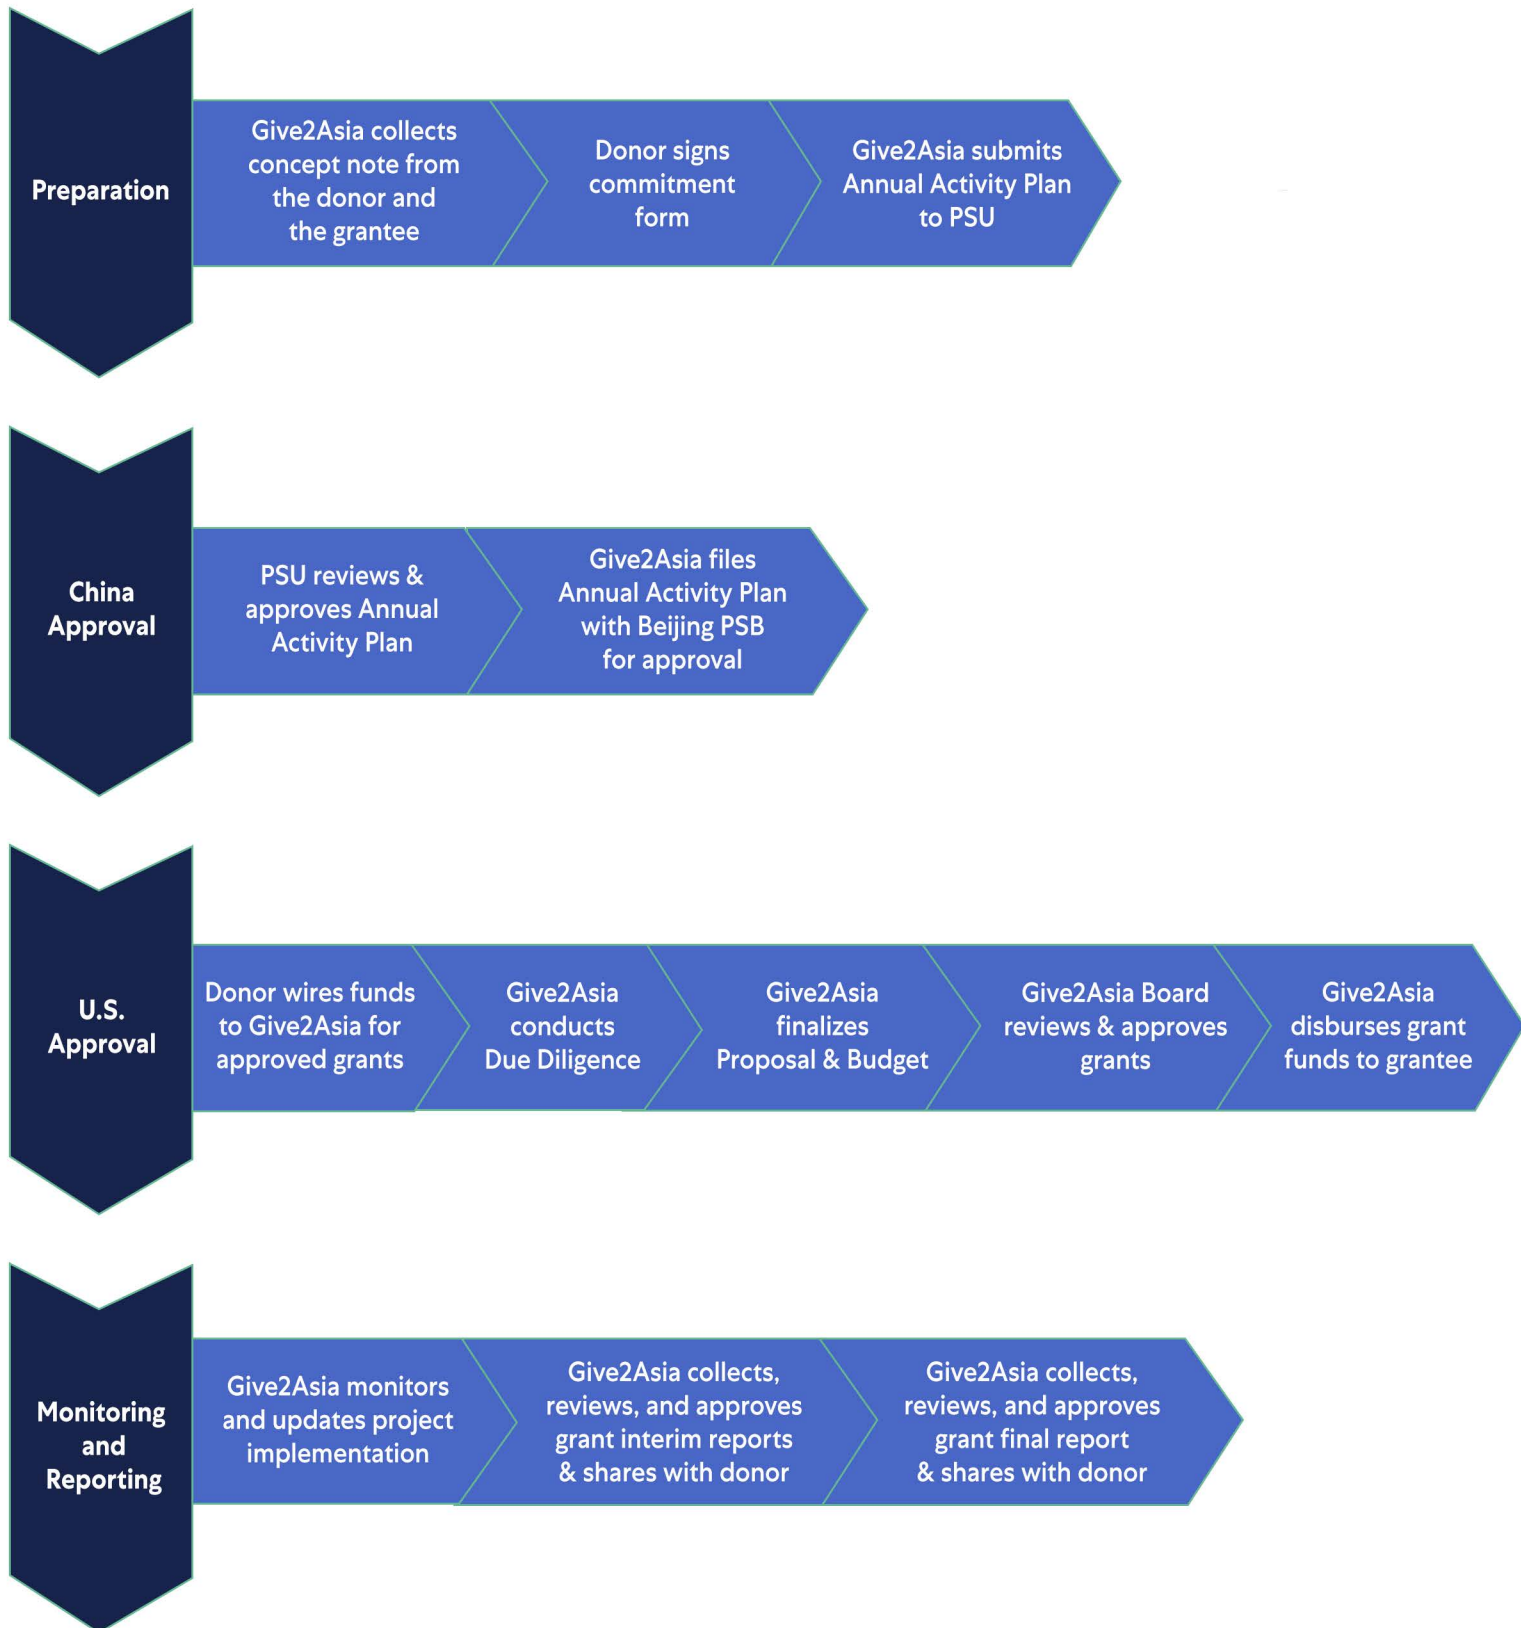 Preparation
Give2Asia collects
concept note from
the donor and
the grantee
Donor signs
commitment
form
Give2Asia submits
Annual Activity Plan
to PSU
China
Approval
PSU reviews &
approves Annual
Activity Plan
Give2Asia files
Annual Activity Plan
with Beijing PSB
for approval
U.S.
Approval
Donor wires funds
to Give2Asia for
approved grants
Give2Asia
conducts
Due Diligence
Give2Asia
finalizes
Proposal & Budget
Give2Asia Board
reviews & approves
grants
Give2Asia
disburses grant
funds to grantee
Monitoring
and
Reporting
Give2Asia monitors
and updates project
implementation
Give2Asia collects,
reviews, and approves
grant interim reports
& shares with donor
Give2Asia collects,
reviews, and approves
grant final report
& shares with donor